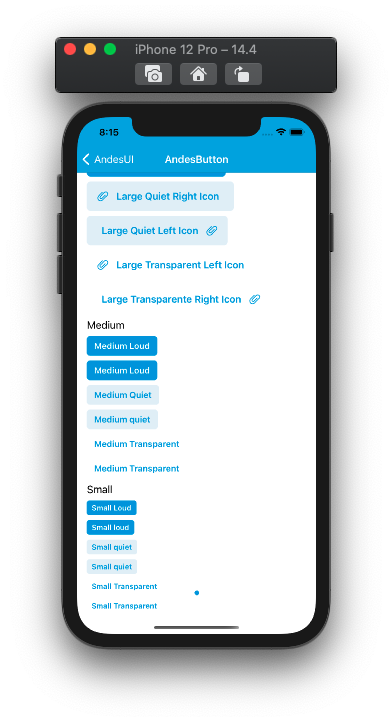 iPhone 12 Pro – 14.4
8:15
AndesUI
AndesButton
Large Quiet Right Icon
Large Quiet Left Icon
Large Transparent Left Icon
Large Transparente Right Icon
Medium
Medium Loud
Medium Loud
Medium Quiet
Medium quiet
Medium Transparent
Medium Transparent
Small
Small Loud
Small loud
Small quiet
Small quiet
Small Transparent
Small Transparent